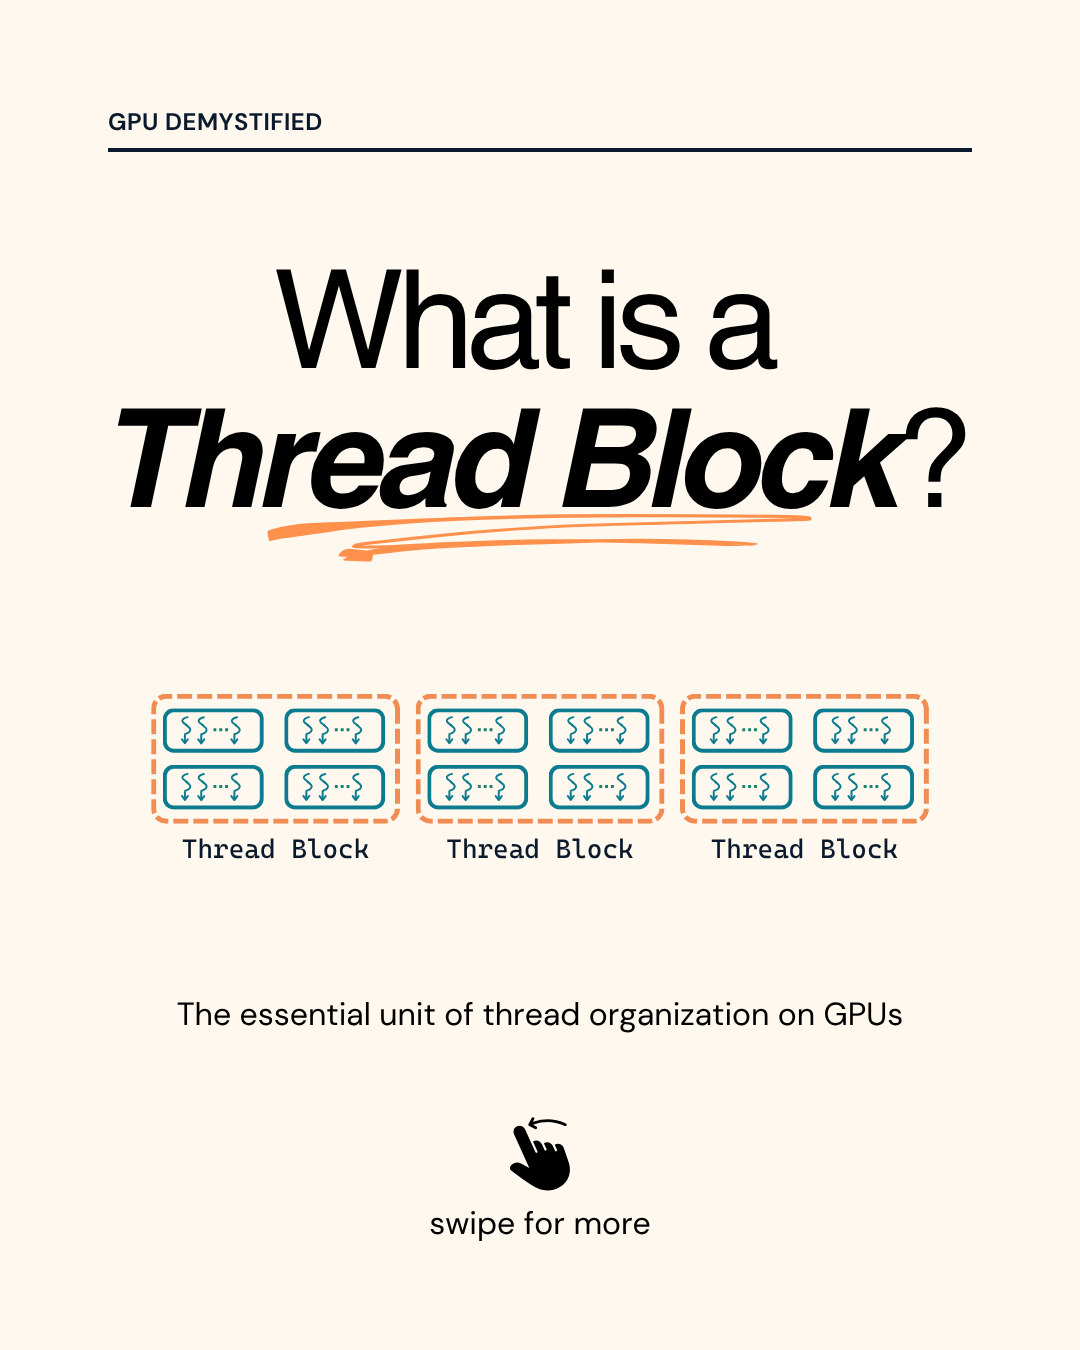 GPU DEMYSTIFIED
What is a
Thread Block?
Thread Block
Thread Block
Thread Block
The essential unit of thread organization on GPUs
swipe for more